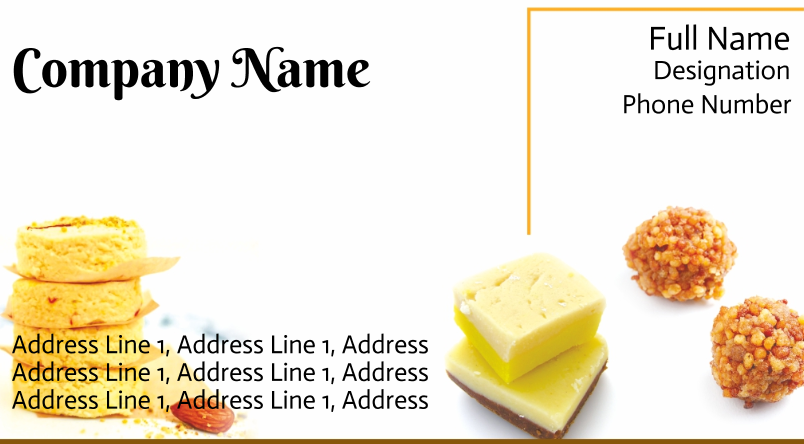 Company Name
Full Name
Designation
Phone Number
Address Line 1, Address Line 1, Address
Address Line 1, Address Line 1, Address
Address Line 1, Address Line 1, Address